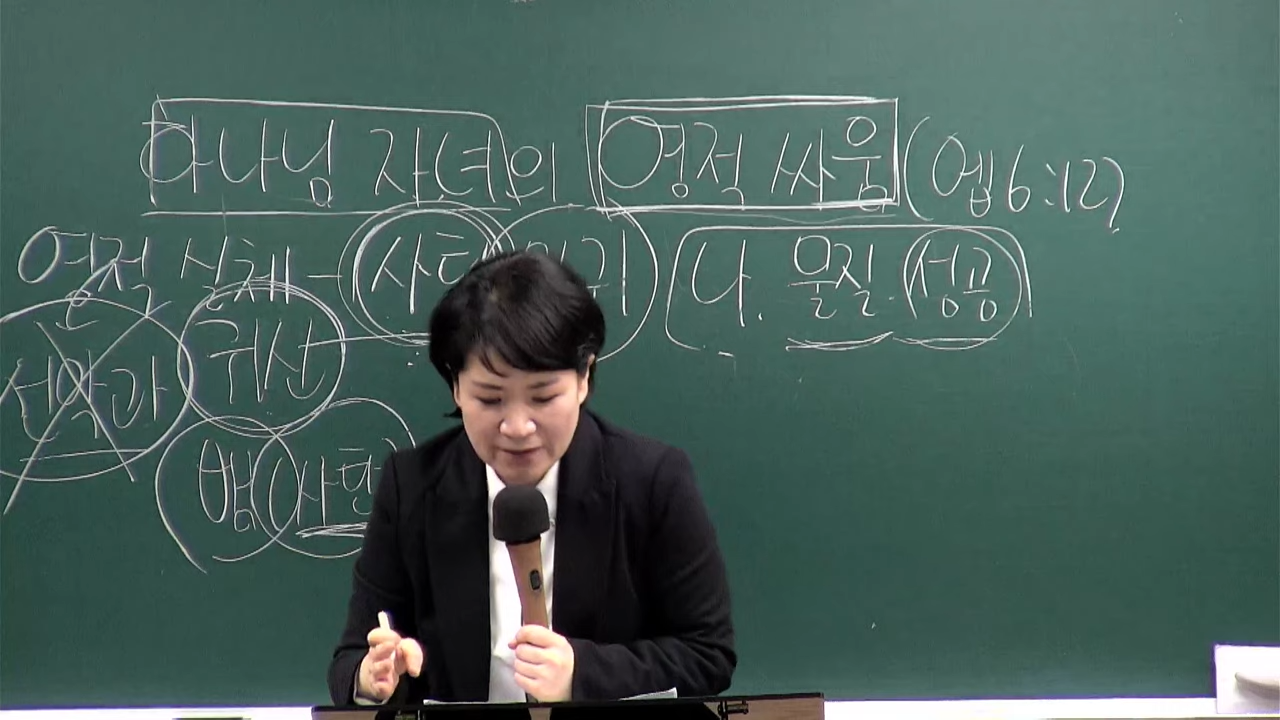 하나님 자녀의 영적 싸움 (엡6:12)
영적 실체 - 사탄 나. 물질. 성공
선악과 귀신
뱀 (사탄